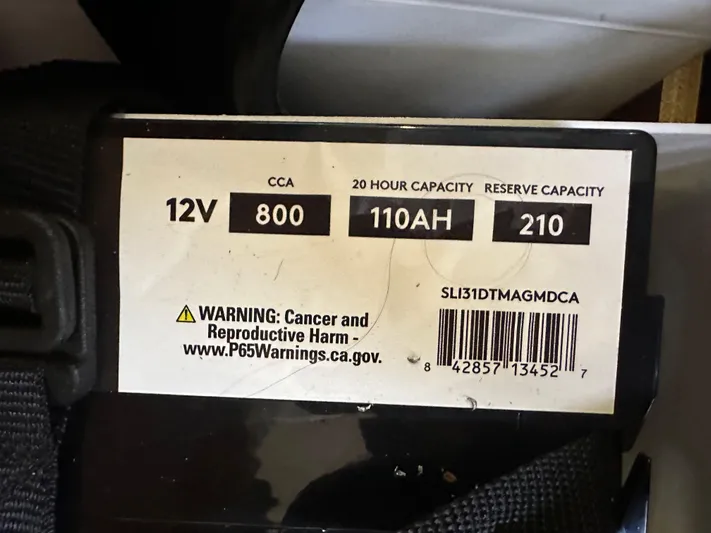 CCA 20 HOUR CAPACITY RESERVE CAPACITY
12V 800 110AH 210
SLI31DTMAGMDCA
⚠ WARNING: Cancer and
Reproductive Harm -
www.P65Warnings.ca.gov.
8 42857 13452 7